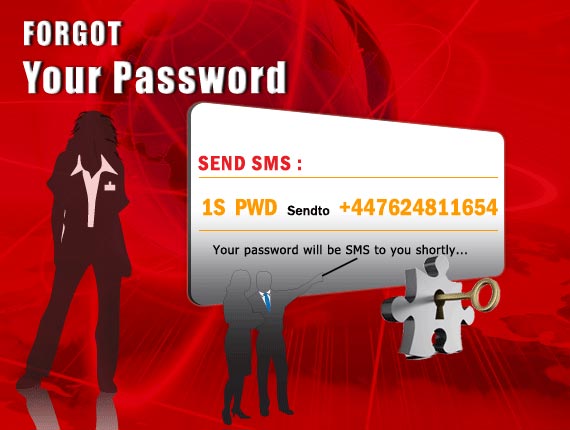 FORGOT
Your Password
SEND SMS :
1S PWD Sendto +447624811654
Your password will be SMS to you shortly...